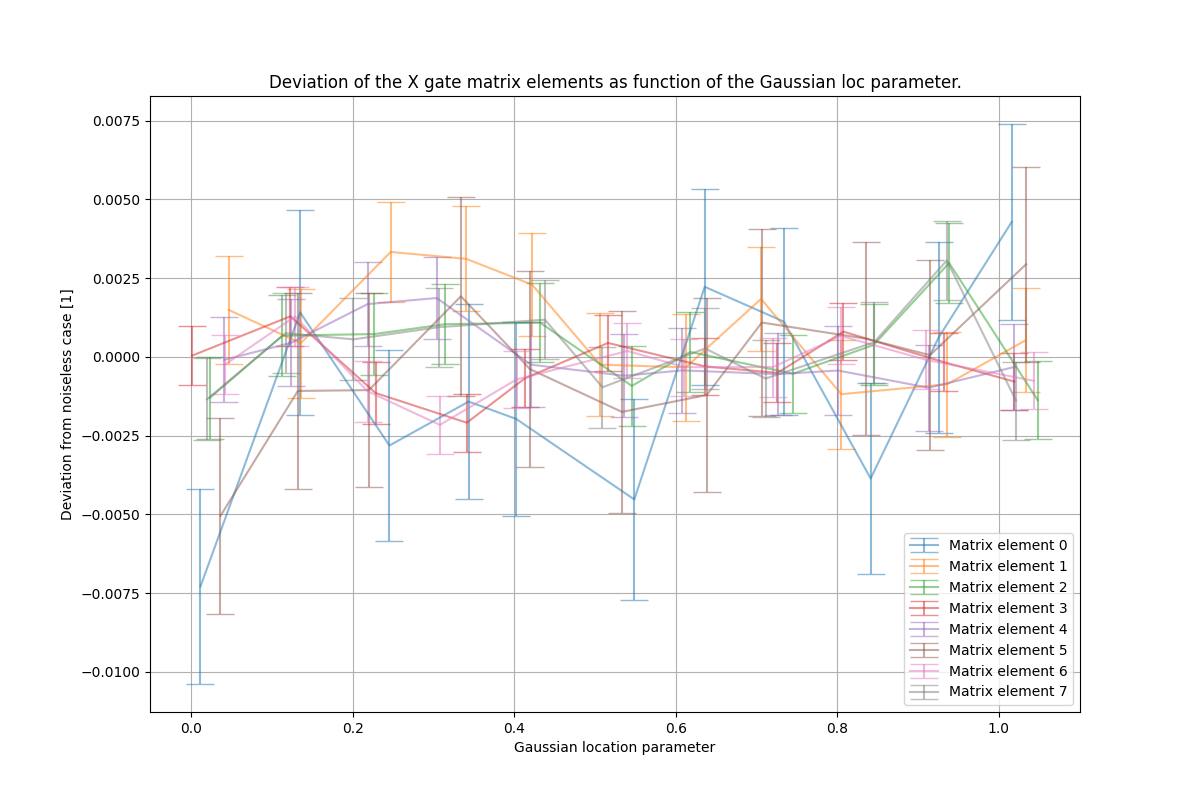 Deviation of the X gate matrix elements as function of the Gaussian loc parameter.
0.0075
0.0050
0.0025
0.0000
−0.0025
−0.0050
−0.0075
−0.0100
Deviation from noiseless case [1]
0.0
0.2
0.4
0.6
0.8
1.0
Gaussian location parameter
Matrix element 0
Matrix element 1
Matrix element 2
Matrix element 3
Matrix element 4
Matrix element 5
Matrix element 6
Matrix element 7